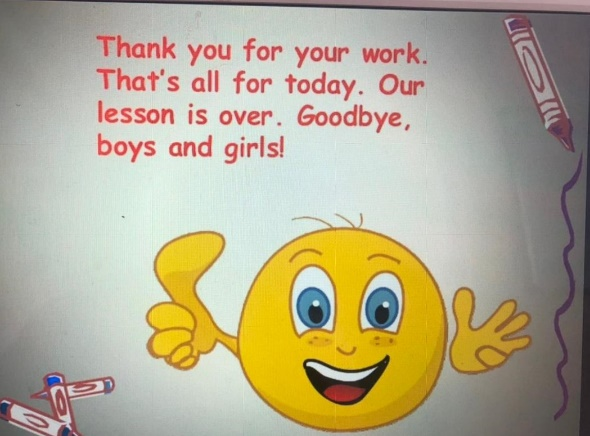 Thank you for your work.
That's all for today. Our
lesson is over. Goodbye,
boys and girls!